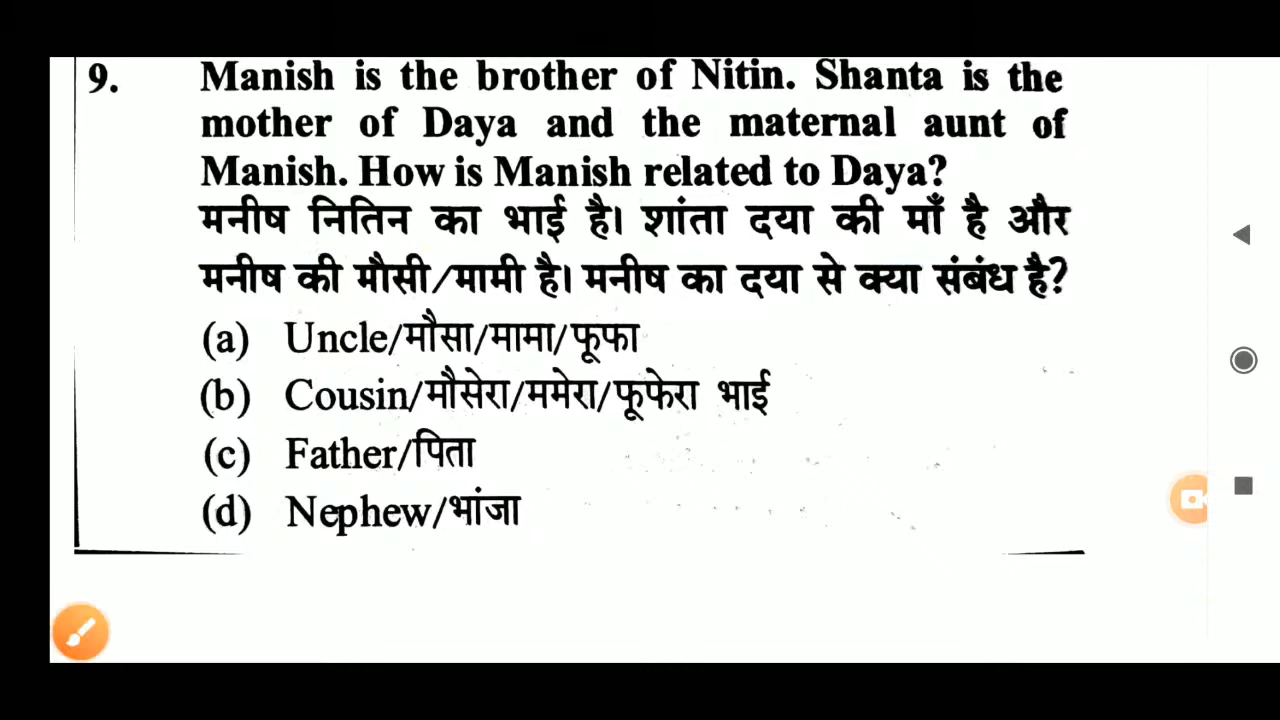 9. Manish is the brother of Nitin. Shanta is the
mother of Daya and the maternal aunt of
Manish. How is Manish related to Daya?
मनीष नितिन का भाई है। शांता दया की माँ है और
मनीष की मौसी/मामी है। मनीष का दया से क्या संबंध है?
(a) Uncle/मौसा/मामा/फूफा
(b) Cousin/मौसेरा/ममेरा/फूफेरा भाई
(c) Father/पिता
(d) Nephew/भांजा